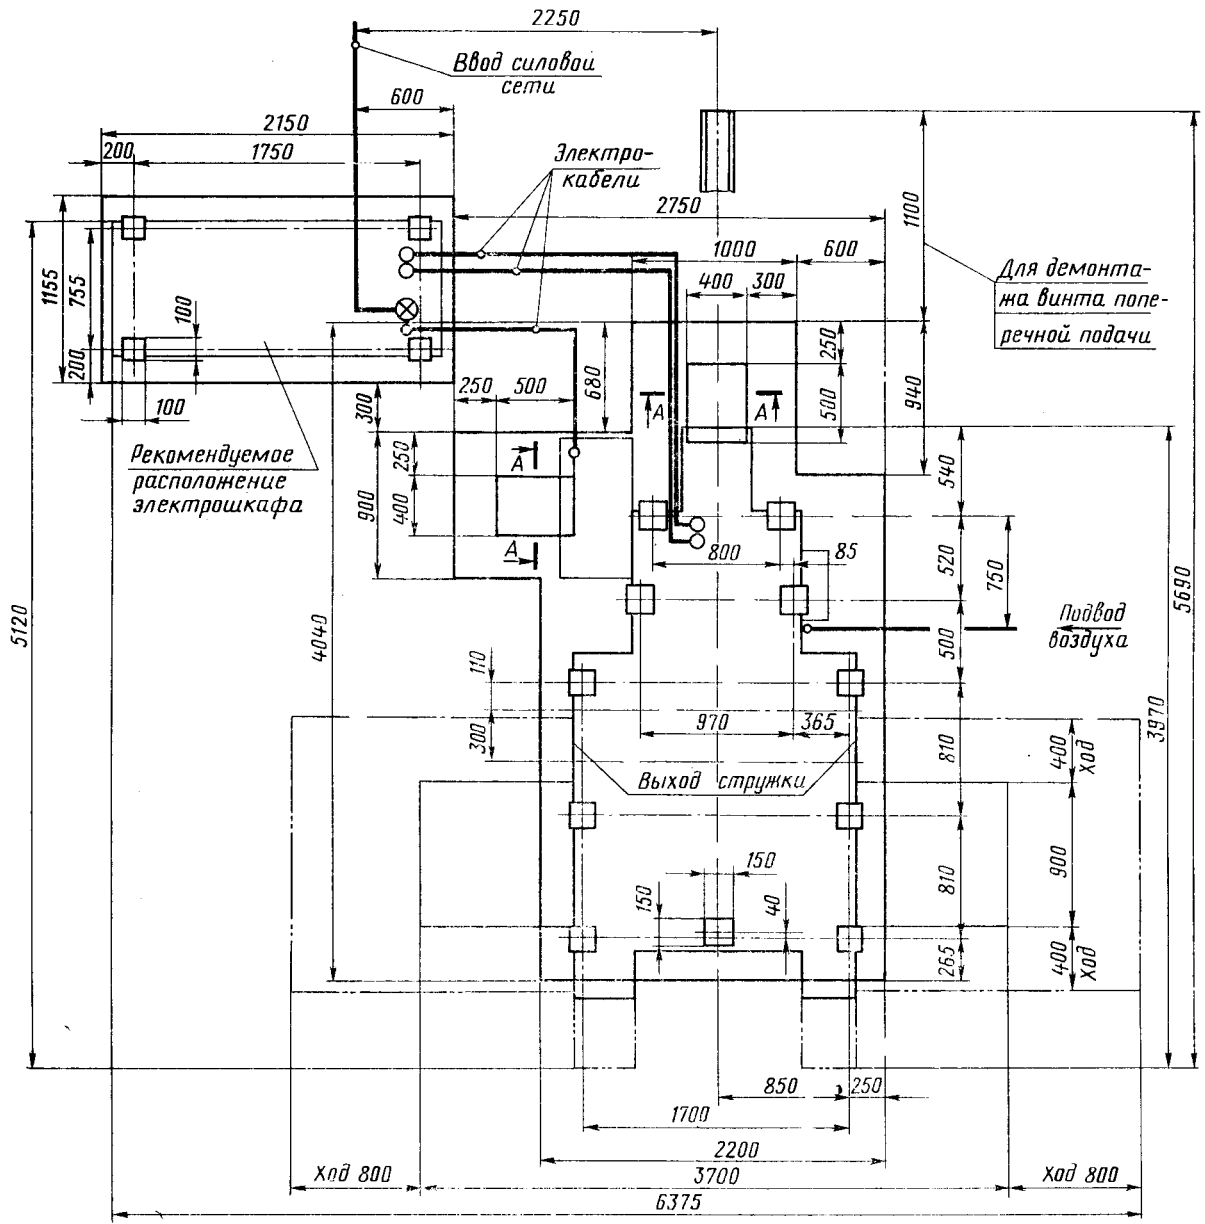 2250
Ввод силовой
сети
600
2150
200
1750
Электро-
кабели
2750
1000
600
400
300
1100
Для демонта-
жа винта попе-
речной подачи
1155
755
200
100
100
300
250
500
680
250
500
940
Рекомендуемое
расположение
электрошкафа
А
А
А
А
900
250
400
540
800
85
520
750
Подвод
воздуха
500
5120
4040
5690
3970
110
300
970
365
810
400
Ход
Выход стружки
900
150
150
40
810
400
Ход
265
850
250
1700
2200
Ход 800
3700
Ход 800
6375